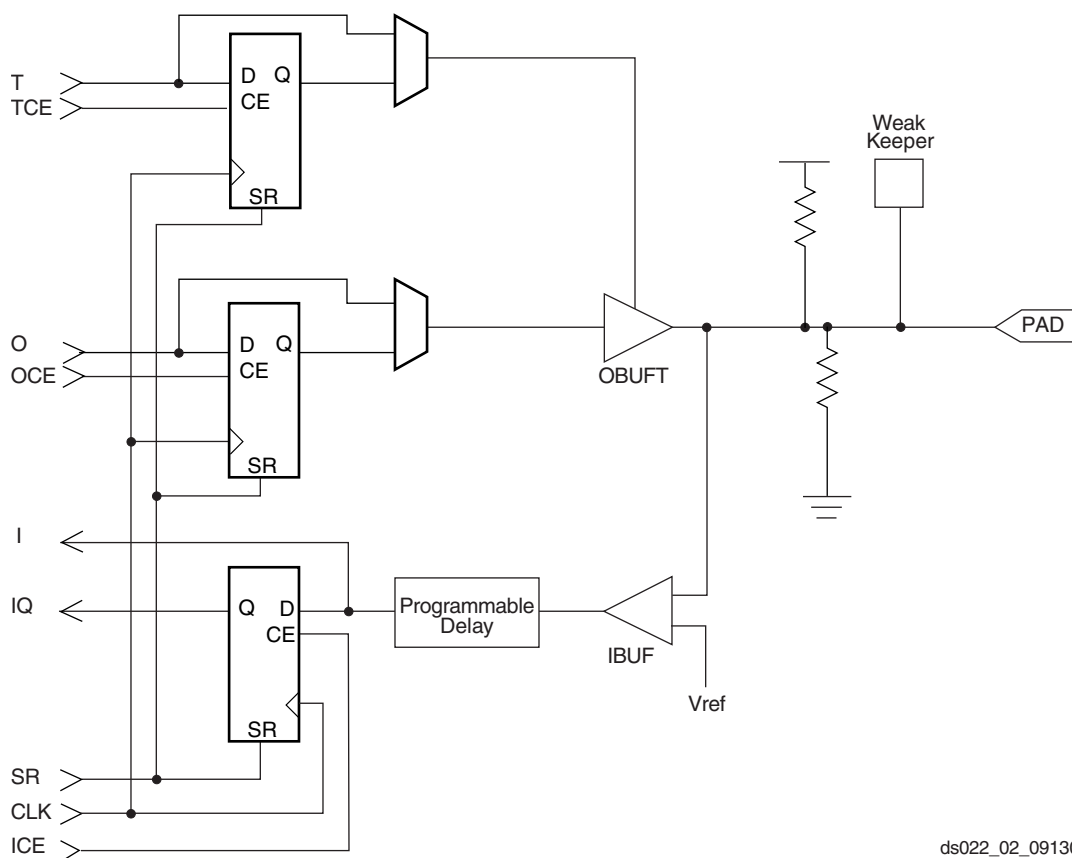 T
TCE
D Q
CE
SR
Weak
Keeper
O
OCE
D Q
CE
SR
OBUFT
PAD
I
IQ
Q D
CE
SR
Programmable
Delay
IBUF
Vref
SR
CLK
ICE